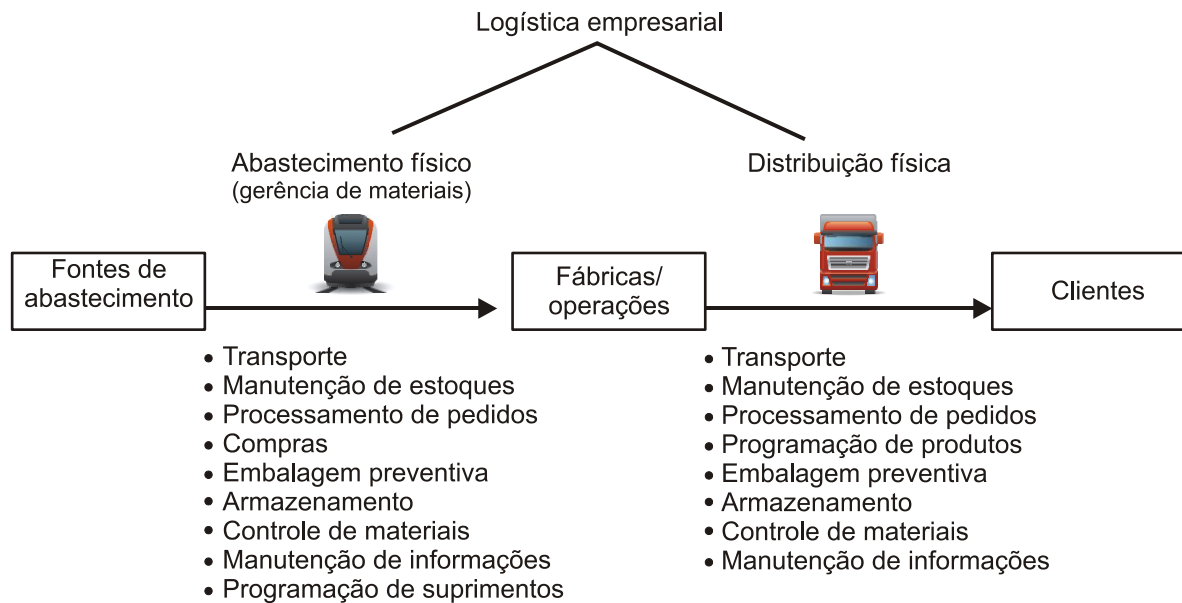 Logística empresarial
Abastecimento físico
(gerência de materiais)
Distribuição física
Fontes de
abastecimento
Fábricas/
operações
Clientes
• Transporte
• Manutenção de estoques
• Processamento de pedidos
• Compras
• Embalagem preventiva
• Armazenamento
• Controle de materiais
• Manutenção de informações
• Programação de suprimentos
• Transporte
• Manutenção de estoques
• Processamento de pedidos
• Programação de produtos
• Embalagem preventiva
• Armazenamento
• Controle de materiais
• Manutenção de informações